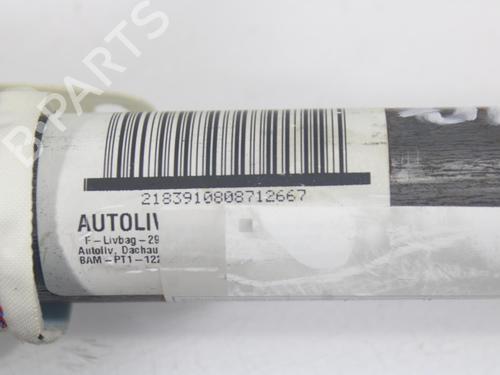 B-PARTS
2183910808712667
AUTOLIV
F-Livbag-29
Autoliv, Dachau
BAM-PT1-122